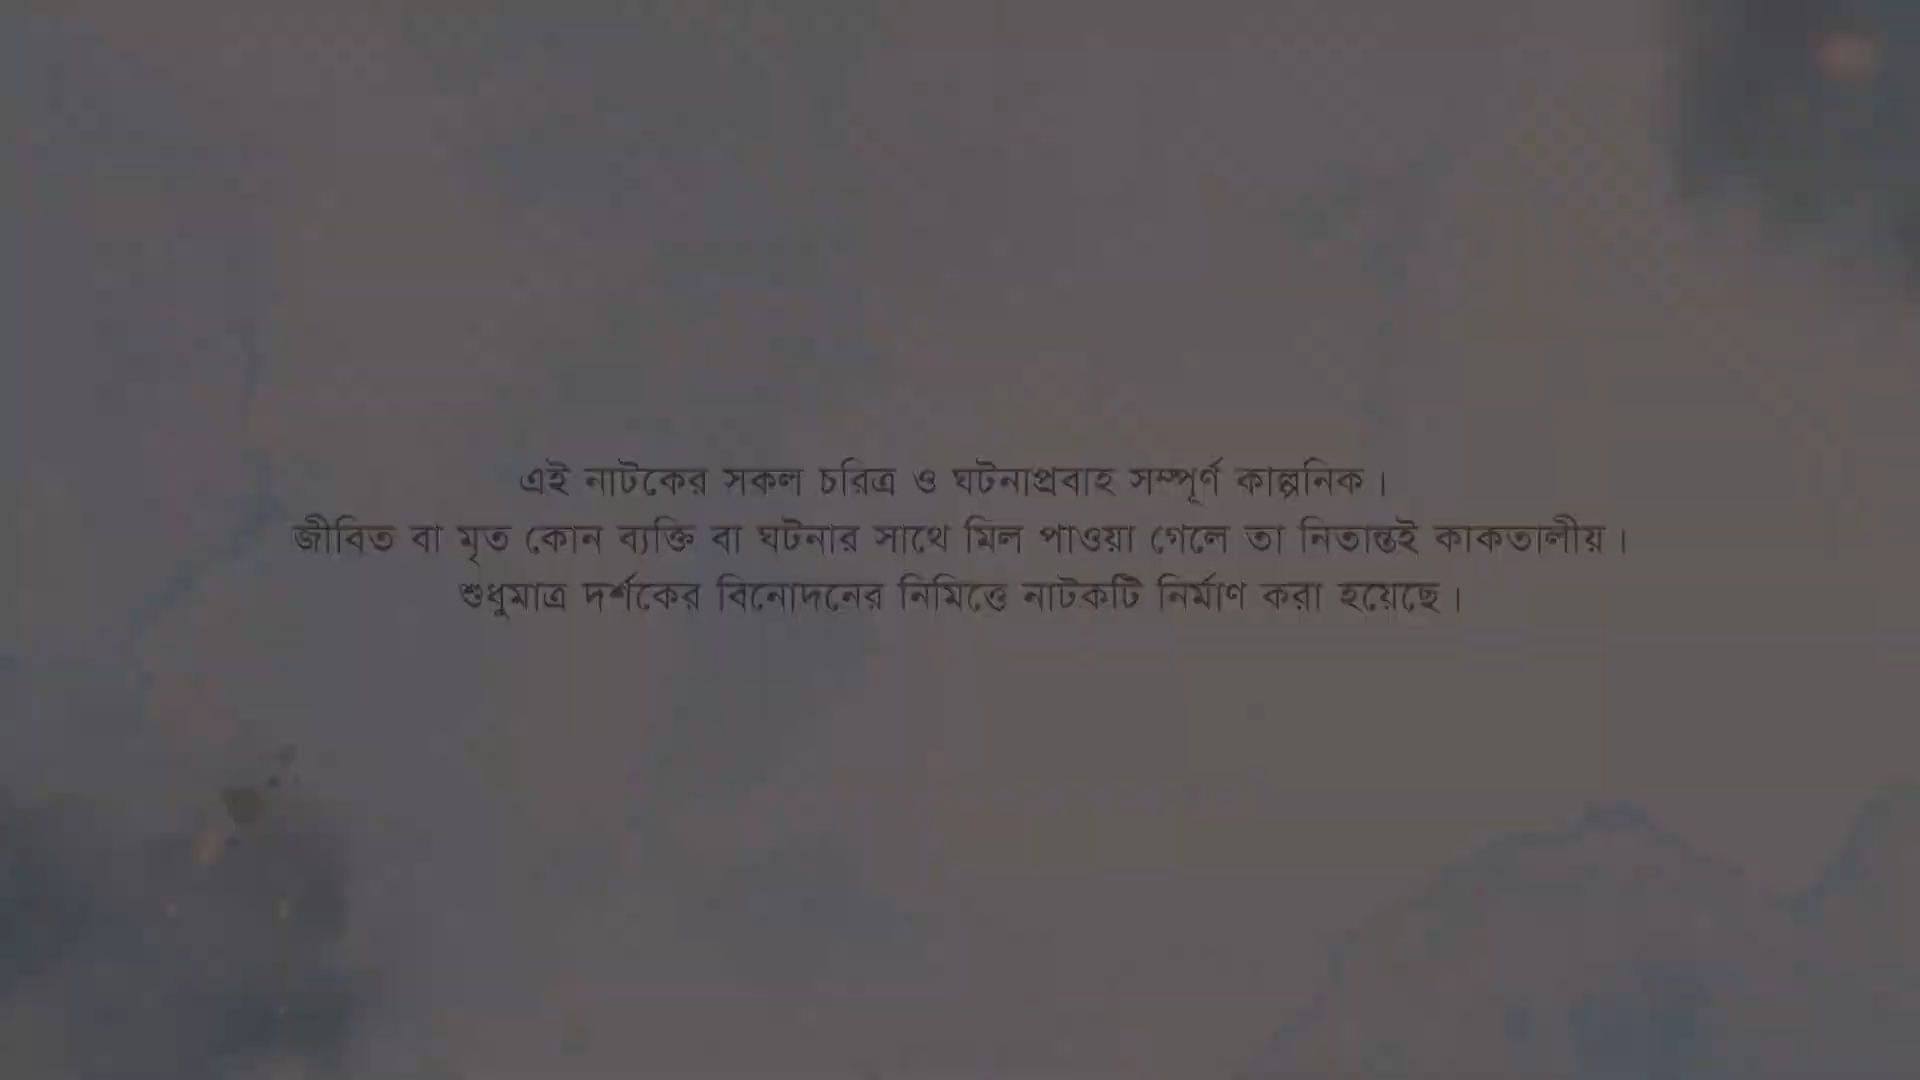 এই নাটকের সকল চরিত্র ও ঘটনাপ্রবাহ সম্পূর্ণ কাল্পনিক।
জীবিত বা মৃত কোন ব্যক্তি বা ঘটনার সাথে মিল পাওয়া গেলে তা নিতান্তই কাকতালীয়।
শুধুমাত্র দর্শকের বিনোদনের নিমিত্তে নাটকটি নির্মাণ করা হয়েছে।